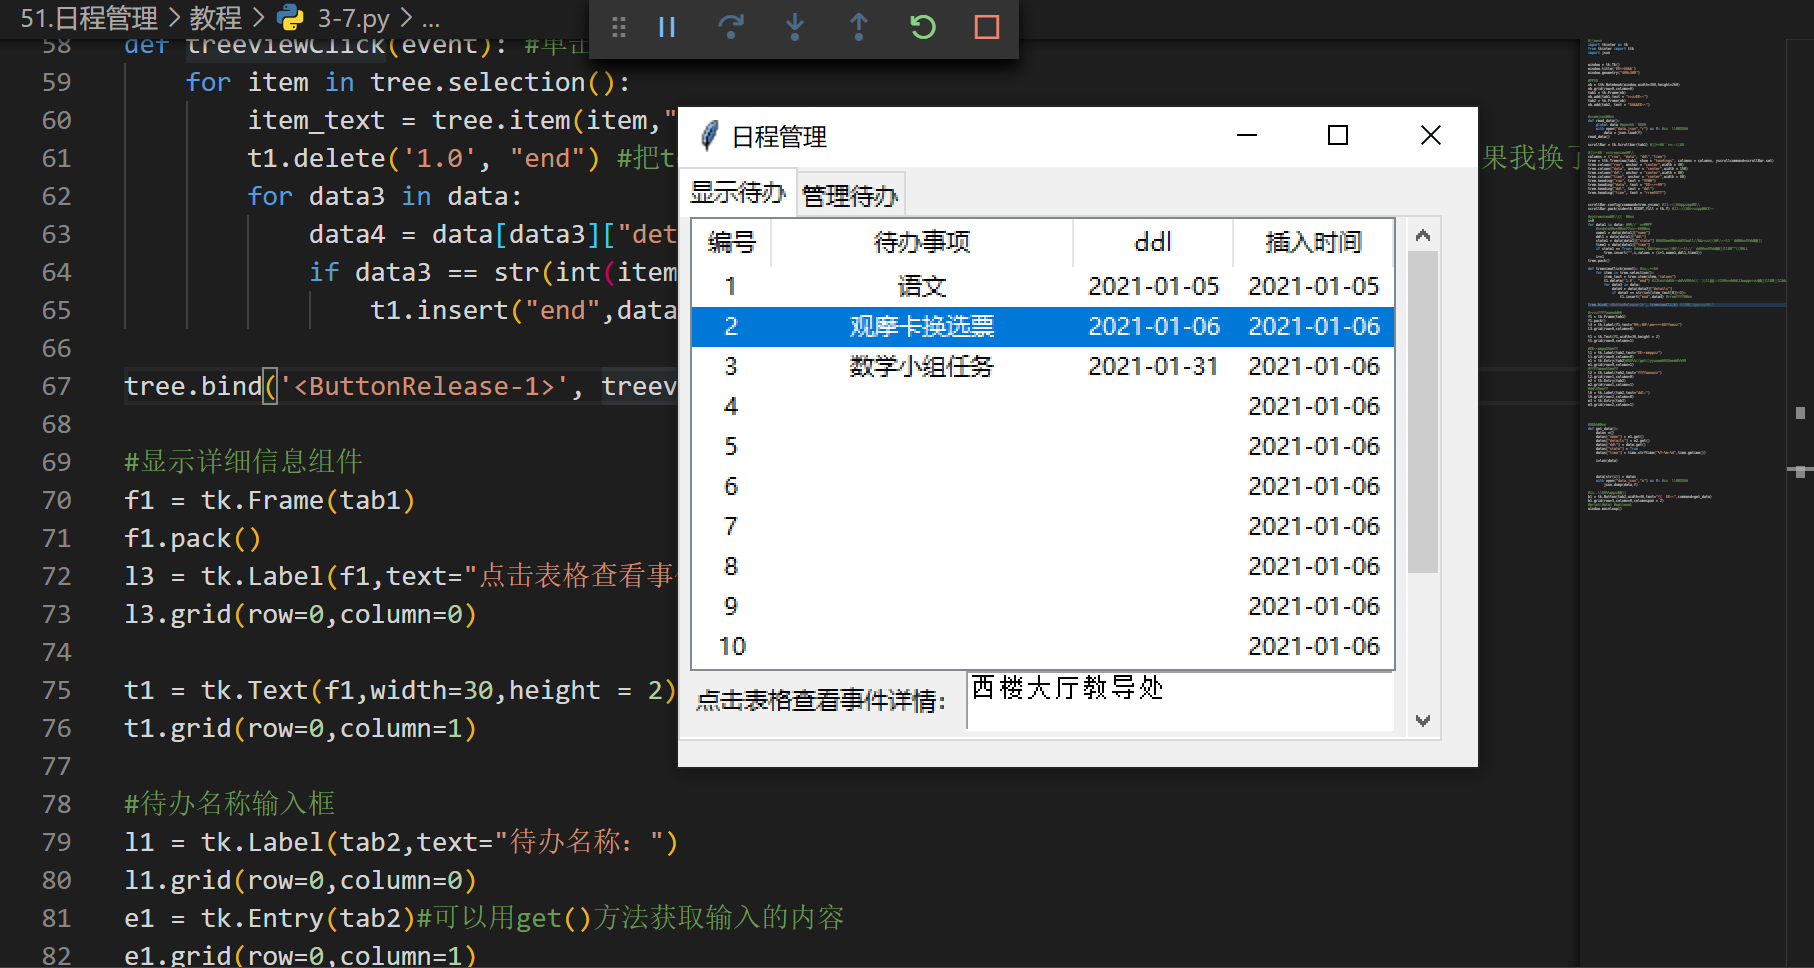 51.日程管理 > 教程 > 3-7.py > ...
58 def treeviewClick(event): #单击
59 for item in tree.selection():
60 item_text = tree.item(item,"
61 t1.delete('1.0', "end") #把t
果我换了
62 for data3 in data:
63 data4 = data[data3]["det
64 if data3 == str(int(item
65 t1.insert("end",data
66
67 tree.bind('<ButtonRelease-1>', treev
68
69 #显示详细信息组件
70 f1 = tk.Frame(tab1)
71 f1.pack()
72 l3 = tk.Label(f1,text="点击表格查看事
73 l3.grid(row=0,column=0)
74
75 t1 = tk.Text(f1,width=30,height = 2)
76 t1.grid(row=0,column=1)
77
78 #待办名称输入框
79 l1 = tk.Label(tab2,text="待办名称: ")
80 l1.grid(row=0,column=0)
81 e1 = tk.Entry(tab2)#可以用get()方法获取输入的内容
82 e1.grid(row=0,column=1)
日程管理
显示待办 管理待办
编号 待办事项 ddl 插入时间
1 语文 2021-01-05 2021-01-05
2 观摩卡换选票 2021-01-06 2021-01-06
3 数学小组任务 2021-01-31 2021-01-06
4 2021-01-06
5 2021-01-06
6 2021-01-06
7 2021-01-06
8 2021-01-06
9 2021-01-06
10 2021-01-06
点击表格查看事件详情: 西楼大厅教导处